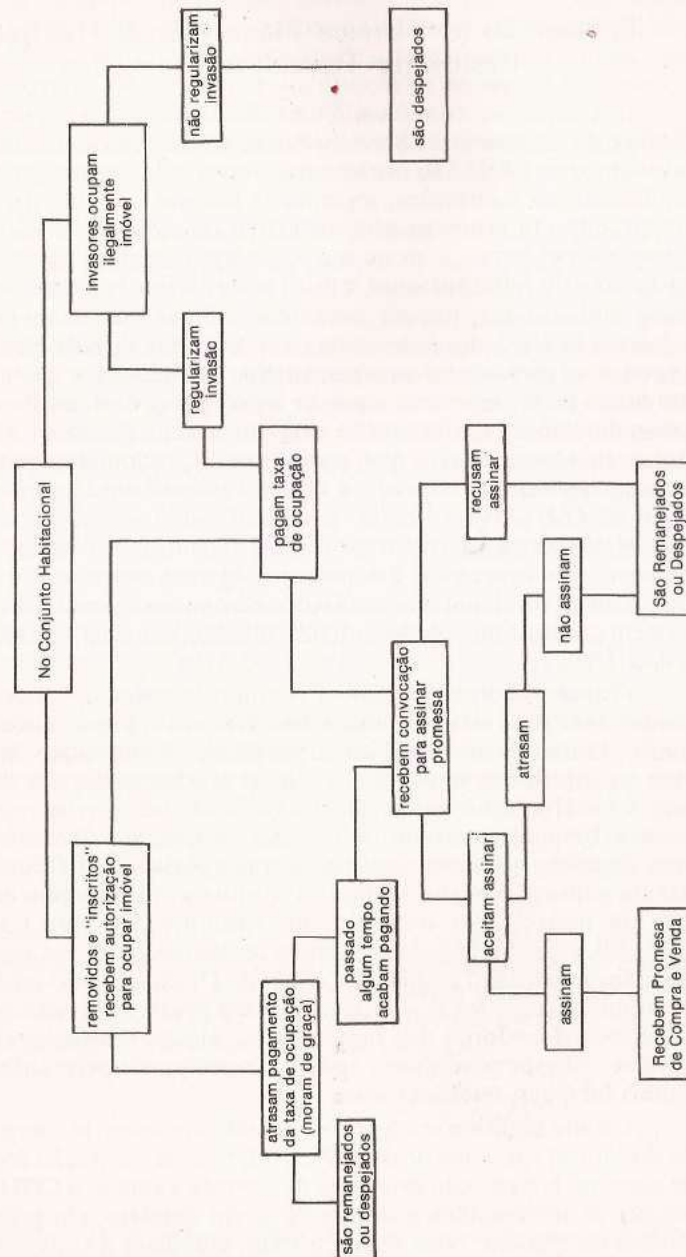 No Conjunto Habitacional
removidos e "inscritos"
recebem autorização
para ocupar imóvel
invasores ocupam
ilegalmente
imóvel
regularizam
invasão
não regularizam
invasão
atrasam pagamento
da taxa de ocupação
(moram de graça)
pagam taxa
de ocupação
são despejados
são remanejados
ou despejados
passado
algum tempo
acabam pagando
recebem convocação
para assinar
promessa
aceitam assinar
recusam
assinar
assinam
atrasam
não assinam
Recebem Promesa
de Compra e Venda
São Remanejados
ou Despejados